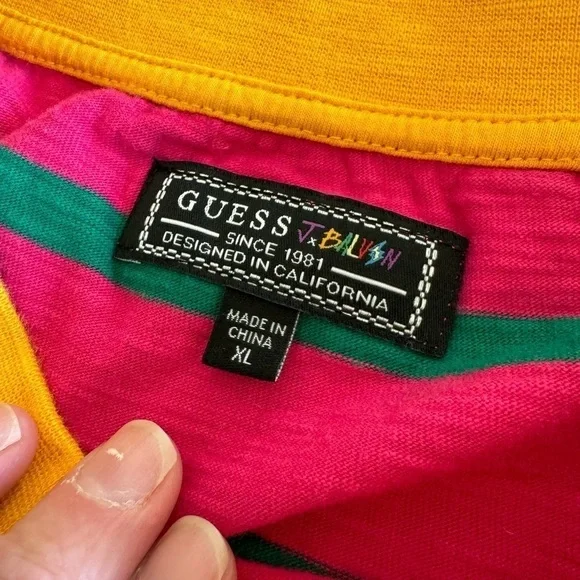 GUESS J x BALVIN
SINCE 1981
DESIGNED IN CALIFORNIA
MADE IN
CHINA
XL